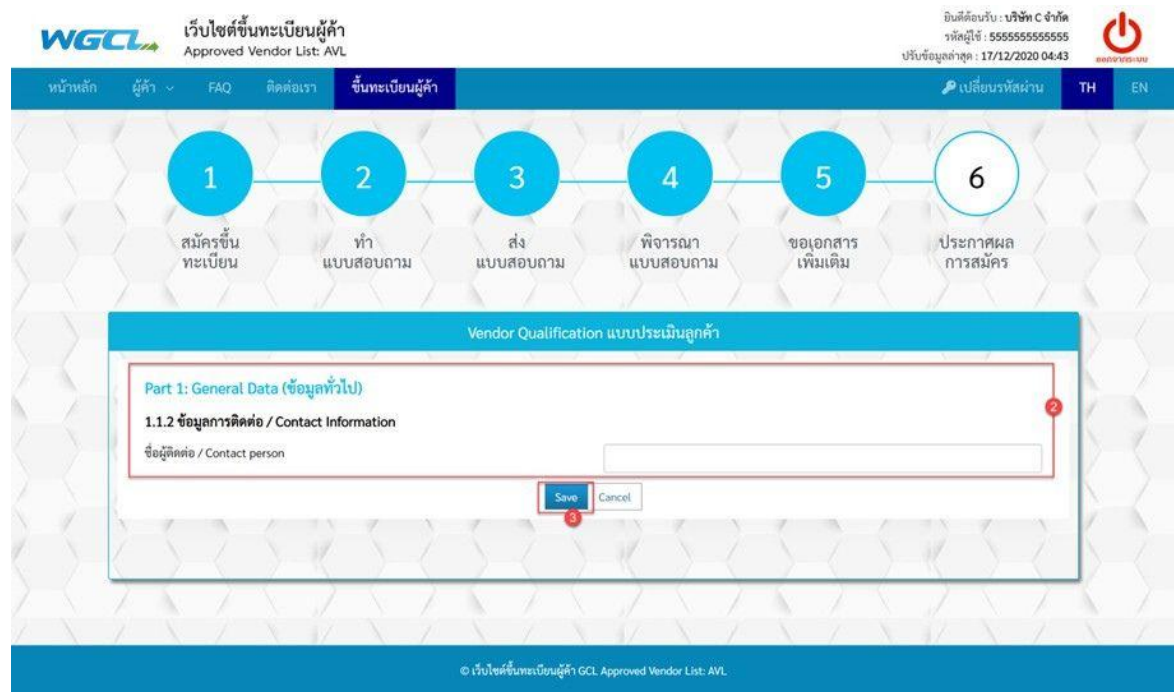 WGCL
เว็บไซต์ขึ้นทะเบียนผู้ค้า
Approved Vendor List: AVL
ยินดีต้อนรับ : บริษัท C จำกัด
รหัสผู้ใช้ : 5555555555555
ปรับข้อมูลล่าสุด : 17/12/2020 04:43
ออกจากระบบ
หน้าหลัก
ผู้ค้า
FAQ
ติดต่อเรา
ขึ้นทะเบียนผู้ค้า
เปลี่ยนรหัสผ่าน
TH
EN
1
2
3
4
5
6
สมัครขึ้น
ทะเบียน
ทำ
แบบสอบถาม
ส่ง
แบบสอบถาม
พิจารณา
แบบสอบถาม
ขอเอกสาร
เพิ่มเติม
ประกาศผล
การสมัคร
Vendor Qualification แบบประเมินลูกค้า
Part 1: General Data (ข้อมูลทั่วไป)
2
1.1.2 ข้อมูลการติดต่อ / Contact Information
ชื่อผู้ติดต่อ / Contact person
Save
Cancel
3
© เว็บไซต์ขึ้นทะเบียนผู้ค้า GCL Approved Vendor List: AVL